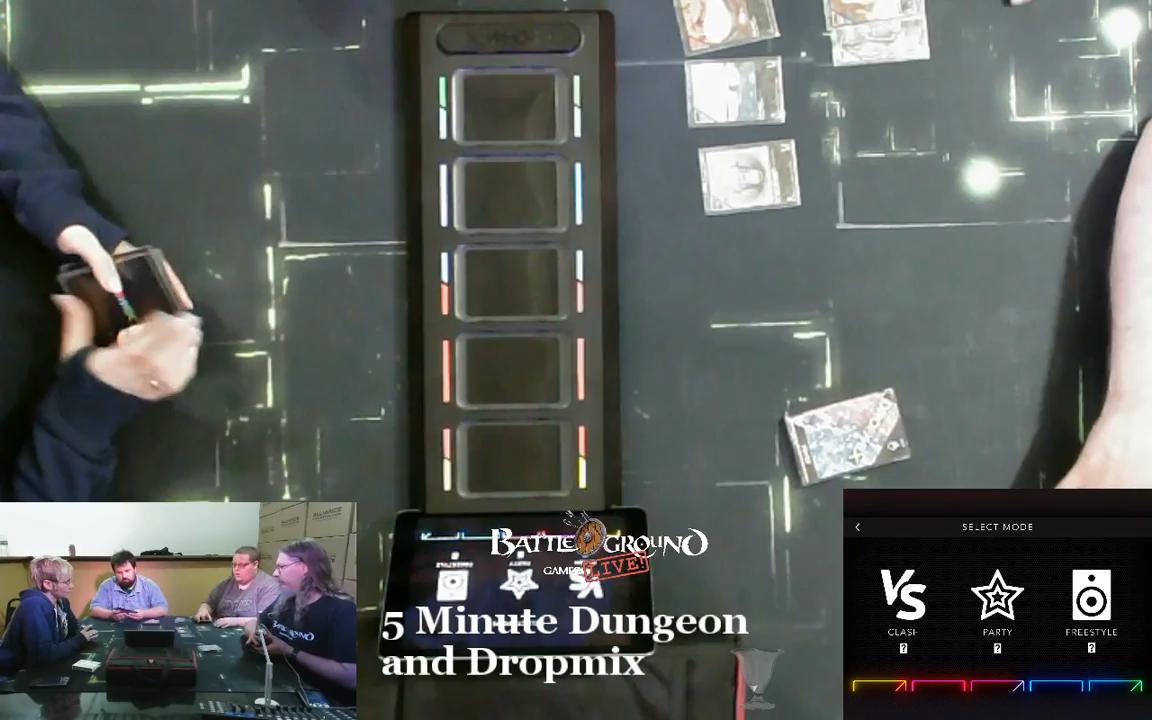 BATTLEGROUND
GAMES LIVE!
5 Minute Dungeon
and Dropmix
SELECT MODE
VS
CLASH
PARTY
FREESTYLE
? ? ?